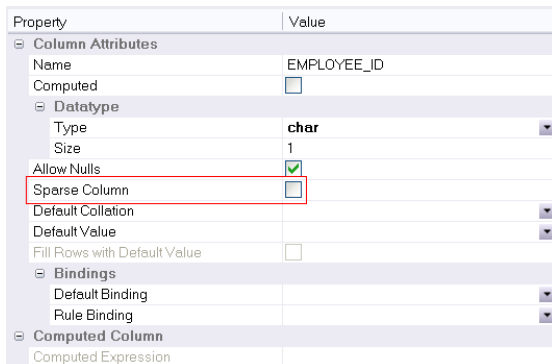 Property Value
Column Attributes
Name EMPLOYEE_ID
Computed
Datatype
Type char
Size 1
Allow Nulls
Sparse Column
Default Collation
Default Value
Fill Rows with Default Value
Bindings
Default Binding
Rule Binding
Computed Column
Computed Expression